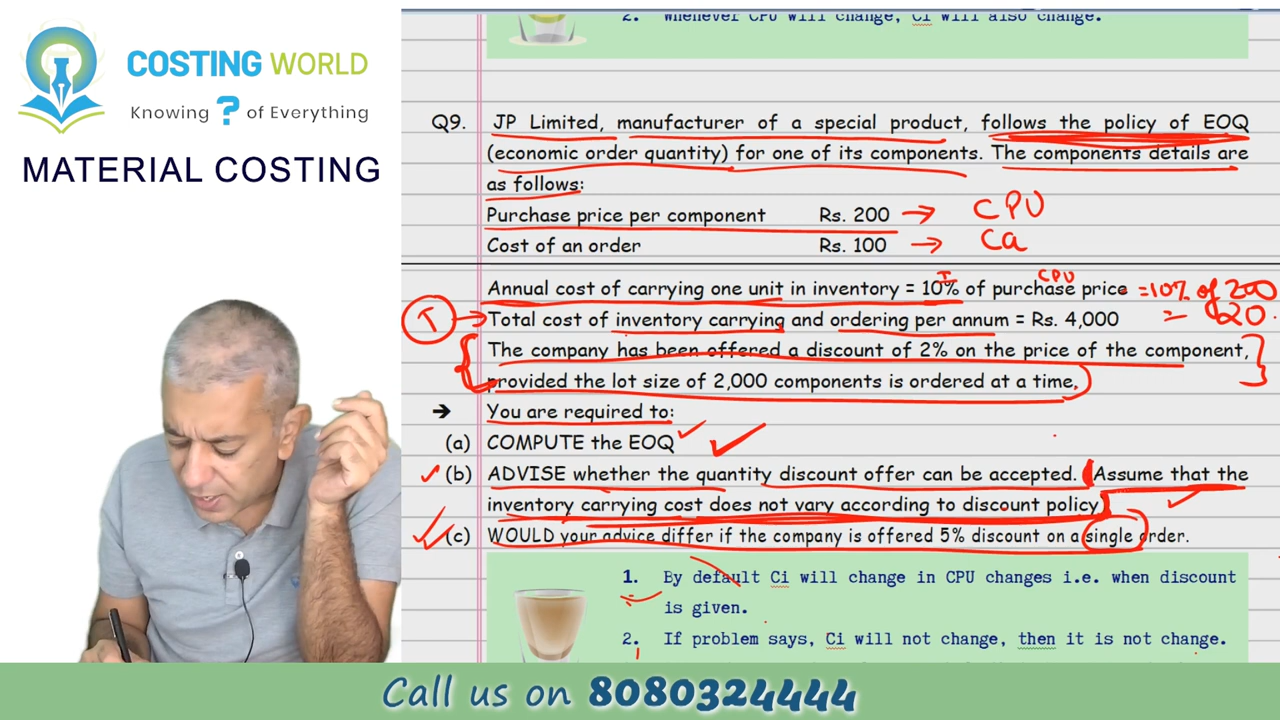 COSTING WORLD
Knowing ? of Everything
MATERIAL COSTING
2. Whenever CPU will change, Ci will also change.
Q9. JP Limited, manufacturer of a special product, follows the policy of EOQ
(economic order quantity) for one of its components. The components details are
as follows:
Purchase price per component Rs. 200 → CPU
Cost of an order Rs. 100 → Ca
T CPU
Annual cost of carrying one unit in inventory = 10% of purchase price = 10% of 200
= 20.
T → Total cost of inventory carrying and ordering per annum = Rs. 4,000
The company has been offered a discount of 2% on the price of the component,
provided the lot size of 2,000 components is ordered at a time.
➔ You are required to:
(a) COMPUTE the EOQ
(b) ADVISE whether the quantity discount offer can be accepted. Assume that the
inventory carrying cost does not vary according to discount policy
(c) WOULD your advice differ if the company is offered 5% discount on a single order.
1. By default Ci will change in CPU changes i.e. when discount
is given.
2. If problem says, Ci will not change, then it is not change.
Call us on 8080324444